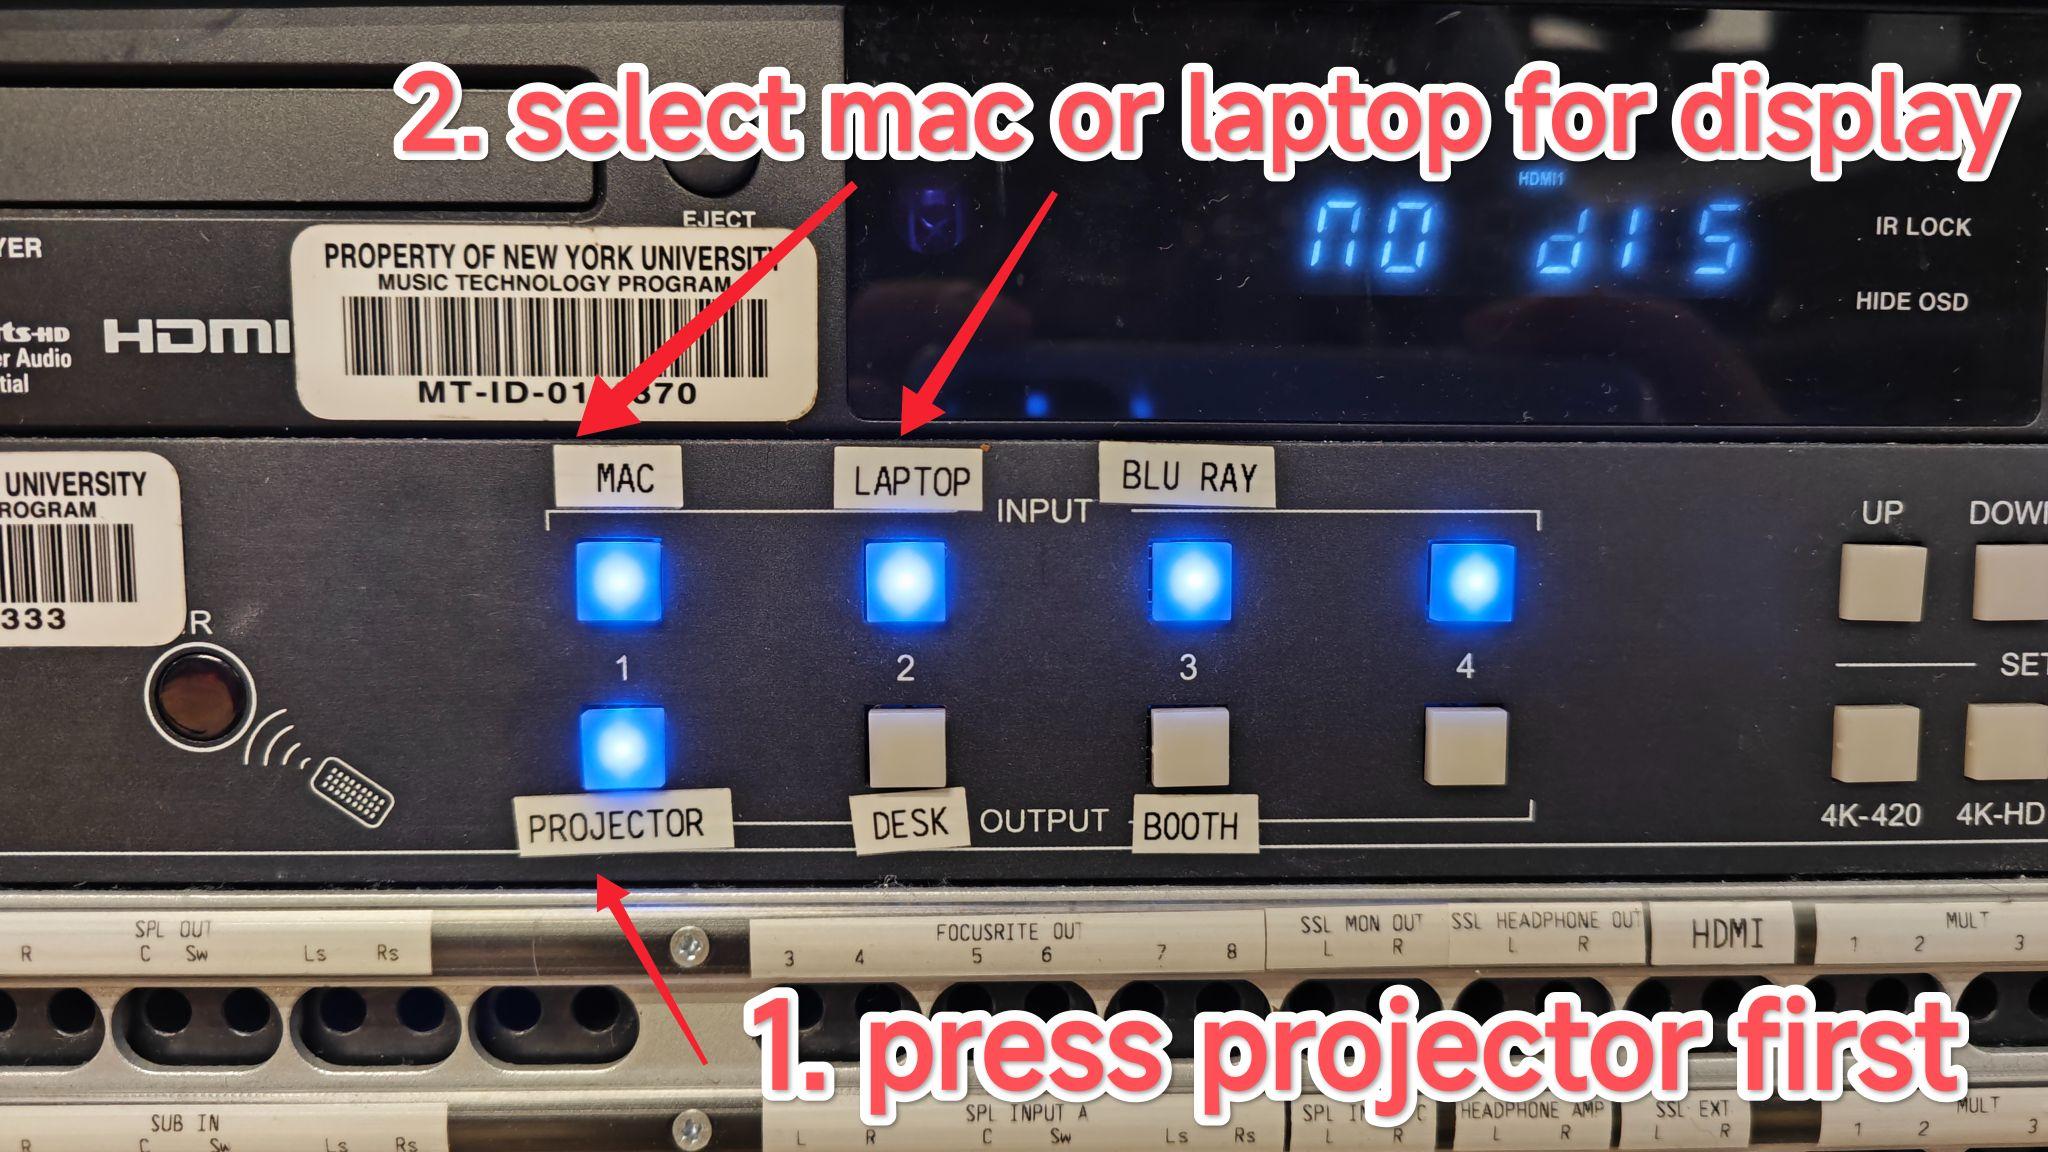 2. select mac or laptop for display
EJECT
HDMI1
no dIS
IR LOCK
HIDE OSD
PROPERTY OF NEW YORK UNIVERSITY
MUSIC TECHNOLOGY PROGRAM
MT-ID-01 370
YER
HDMI
ts-HD
er Audio
tial
UNIVERSITY
ROGRAM
333
MAC
LAPTOP
BLU RAY
INPUT
UP
DOW
IR
1 2 3 4
SET
PROJECTOR
DESK
OUTPUT
BOOTH
4K-420
4K-HD
SPL OUT
R C Sw Ls Rs
FOCUSRITE OUT
3 4 5 6 7 8
SSL MON OUT
L R
SSL HEADPHONE OUT
L R
HDMI
MULT
1 2 3
1. press projector first
SUB IN
R C Sw Ls Rs
SPL INPUT A
L R C Sw Ls Rs
SPL IN C
L R
HEADPHONE AMP
L R
SSL EXT
L R
MULT
1 2 3